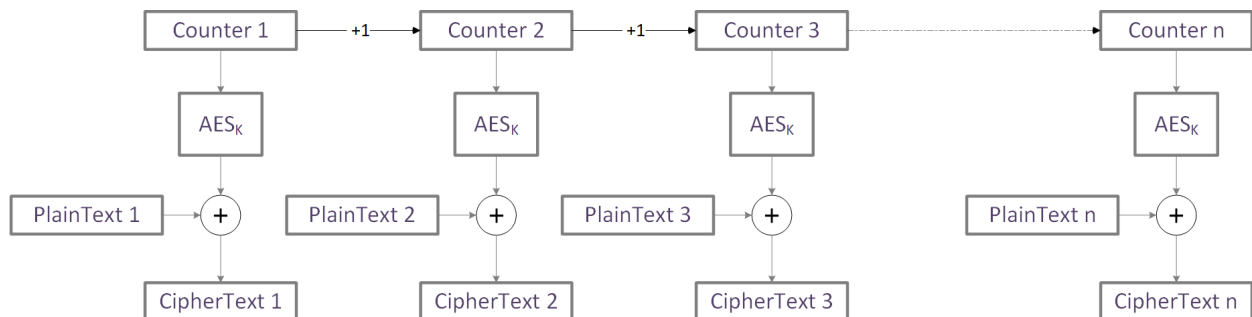 Counter 1 +1 Counter 2 +1 Counter 3 Counter n
AESK AESK AESK AESK
PlainText 1 + PlainText 2 + PlainText 3 + PlainText n +
CipherText 1 CipherText 2 CipherText 3 CipherText n